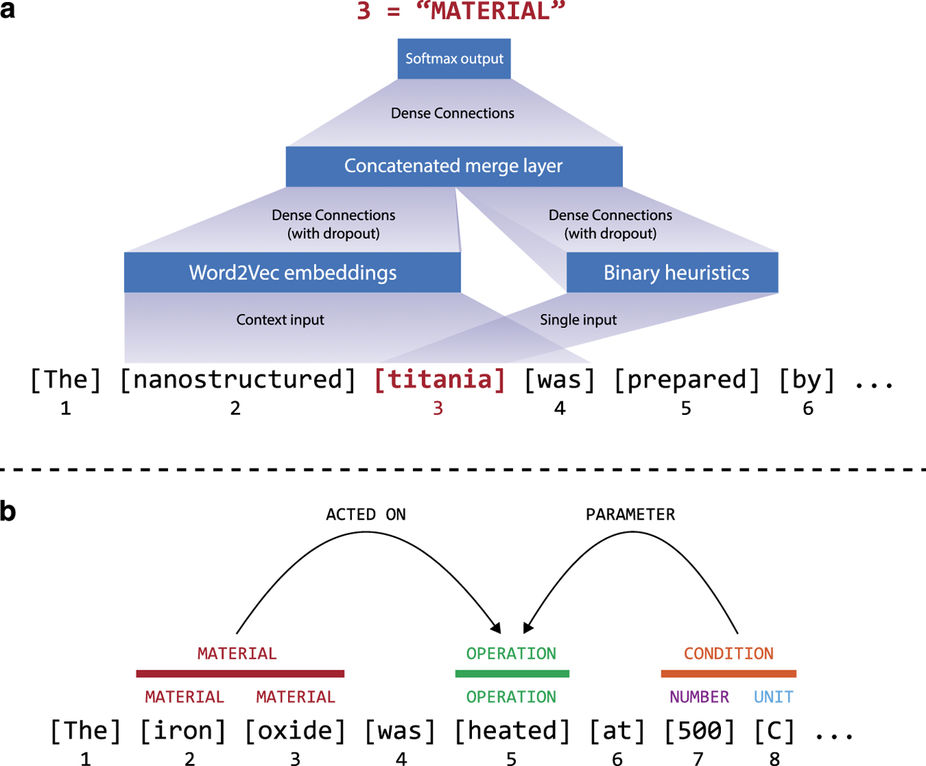 a
3 = “MATERIAL”
Softmax output
Dense Connections
Concatenated merge layer
Dense Connections
(with dropout)
Dense Connections
(with dropout)
Word2Vec embeddings
Binary heuristics
Context input
Single input
[The] [nanostructured] [titania] [was] [prepared] [by] ...
1 2 3 4 5 6
b
ACTED ON PARAMETER
MATERIAL OPERATION CONDITION
MATERIAL MATERIAL OPERATION NUMBER UNIT
[The] [iron] [oxide] [was] [heated] [at] [500] [C] ...
1 2 3 4 5 6 7 8